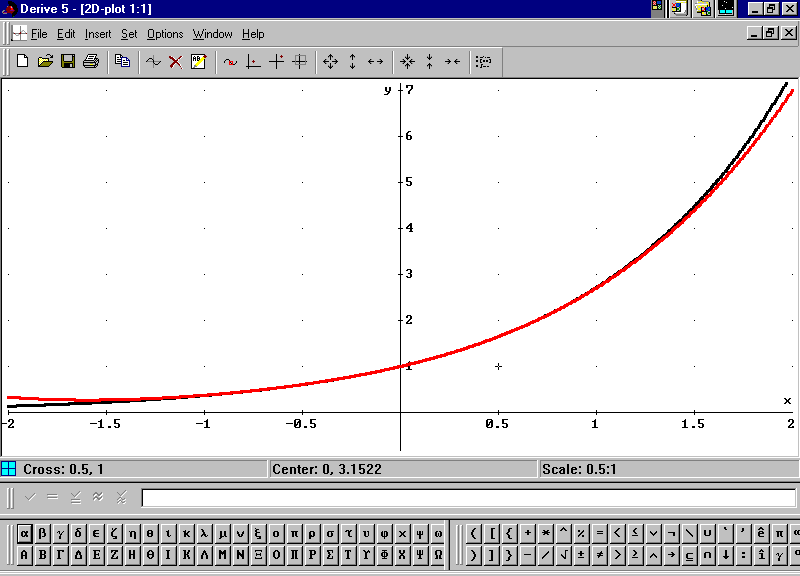 Derive 5 - [2D-plot 1:1]
File Edit Insert Set Options Window Help
y 7
6
5
4
3
2
1
x
-2 -1.5 -1 -0.5 0.5 1 1.5 2
Cross: 0.5, 1 Center: 0, 3.1522 Scale: 0.5:1
α β γ δ ϵ ζ η θ ι κ λ μ ν ξ ο π ρ σ τ υ φ χ ψ ω ( [ { + * ^ % = < ≤ ∨ ¬ \ ∪ ` ' ê π
Α Β Γ Δ Ε Ζ Η Θ Ι Κ Λ Μ Ν Ξ Ο Π Ρ Σ Τ Υ Φ Χ Ψ Ω ) ] } - / √ ± ≠ > ≥ ∧ → ⊆ ∩ ↓ : î γ